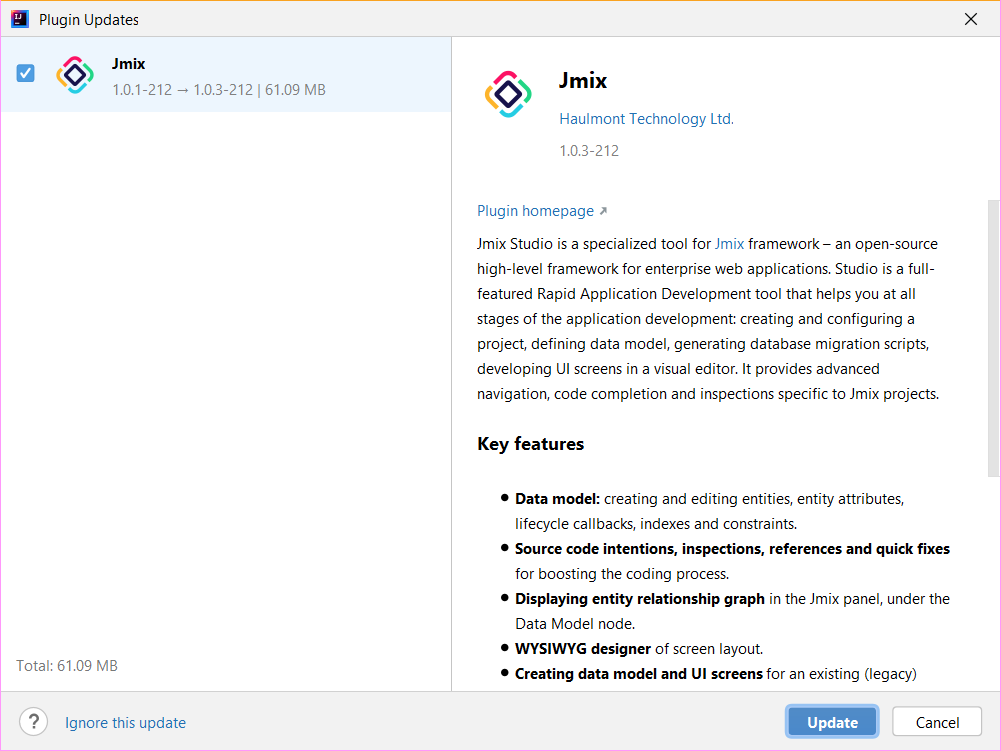 Plugin Updates
Jmix
1.0.1-212 → 1.0.3-212 | 61.09 MB
Total: 61.09 MB
Jmix
Haulmont Technology Ltd.
1.0.3-212
Plugin homepage ↗
Jmix Studio is a specialized tool for Jmix framework – an open-source
high-level framework for enterprise web applications. Studio is a full-
featured Rapid Application Development tool that helps you at all
stages of the application development: creating and configuring a
project, defining data model, generating database migration scripts,
developing UI screens in a visual editor. It provides advanced
navigation, code completion and inspections specific to Jmix projects.
Key features
• Data model: creating and editing entities, entity attributes,
lifecycle callbacks, indexes and constraints.
• Source code intentions, inspections, references and quick fixes
for boosting the coding process.
• Displaying entity relationship graph in the Jmix panel, under the
Data Model node.
• WYSIWYG designer of screen layout.
• Creating data model and UI screens for an existing (legacy)
? Ignore this update
Update
Cancel